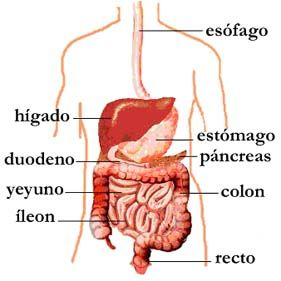 esófago
hígado
estómago
duodeno
páncreas
yeyuno
colon
íleon
recto